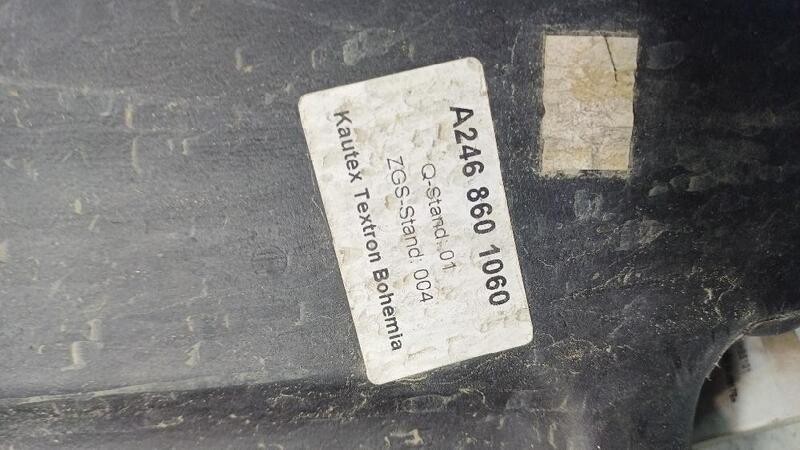 A246 860 1060
Q-Stand: 01
ZGS-Stand: 004
Kautex Textron Bohemia